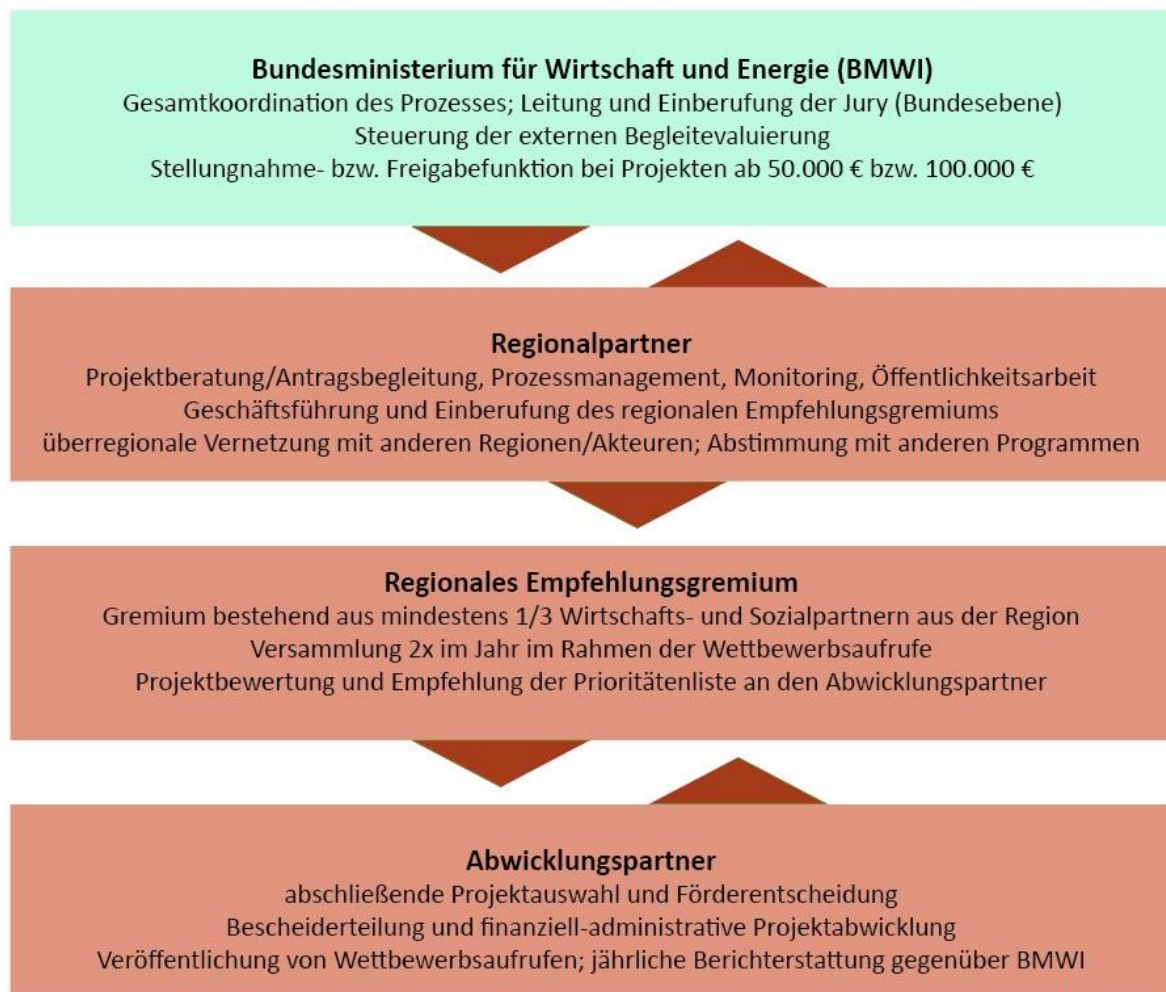 Bundesministerium für Wirtschaft und Energie (BMWI)
Gesamtkoordination des Prozesses; Leitung und Einberufung der Jury (Bundesebene)
Steuerung der externen Begleitevaluierung
Stellungnahme- bzw. Freigabefunktion bei Projekten ab 50.000 € bzw. 100.000 €
Regionalpartner
Projektberatung/Antragsbegleitung, Prozessmanagement, Monitoring, Öffentlichkeitsarbeit
Geschäftsführung und Einberufung des regionalen Empfehlungsgremiums
überregionale Vernetzung mit anderen Regionen/Akteuren; Abstimmung mit anderen Programmen
Regionales Empfehlungsgremium
Gremium bestehend aus mindestens 1/3 Wirtschafts- und Sozialpartnern aus der Region
Versammlung 2x im Jahr im Rahmen der Wettbewerbsaufrufe
Projektbewertung und Empfehlung der Prioritätenliste an den Abwicklungspartner
Abwicklungspartner
abschließende Projektauswahl und Förderentscheidung
Bescheiderteilung und finanziell-administrative Projektabwicklung
Veröffentlichung von Wettbewerbsaufrufen; jährliche Berichterstattung gegenüber BMWI